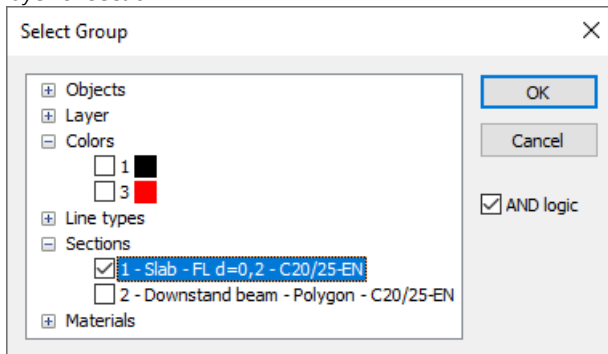 Select Group
Objects
Layer
Colors
1
3
Line types
Sections
1 - Slab - FL d=0,2 - C20/25-EN
2 - Downstand beam - Polygon - C20/25-EN
Materials
OK
Cancel
AND logic